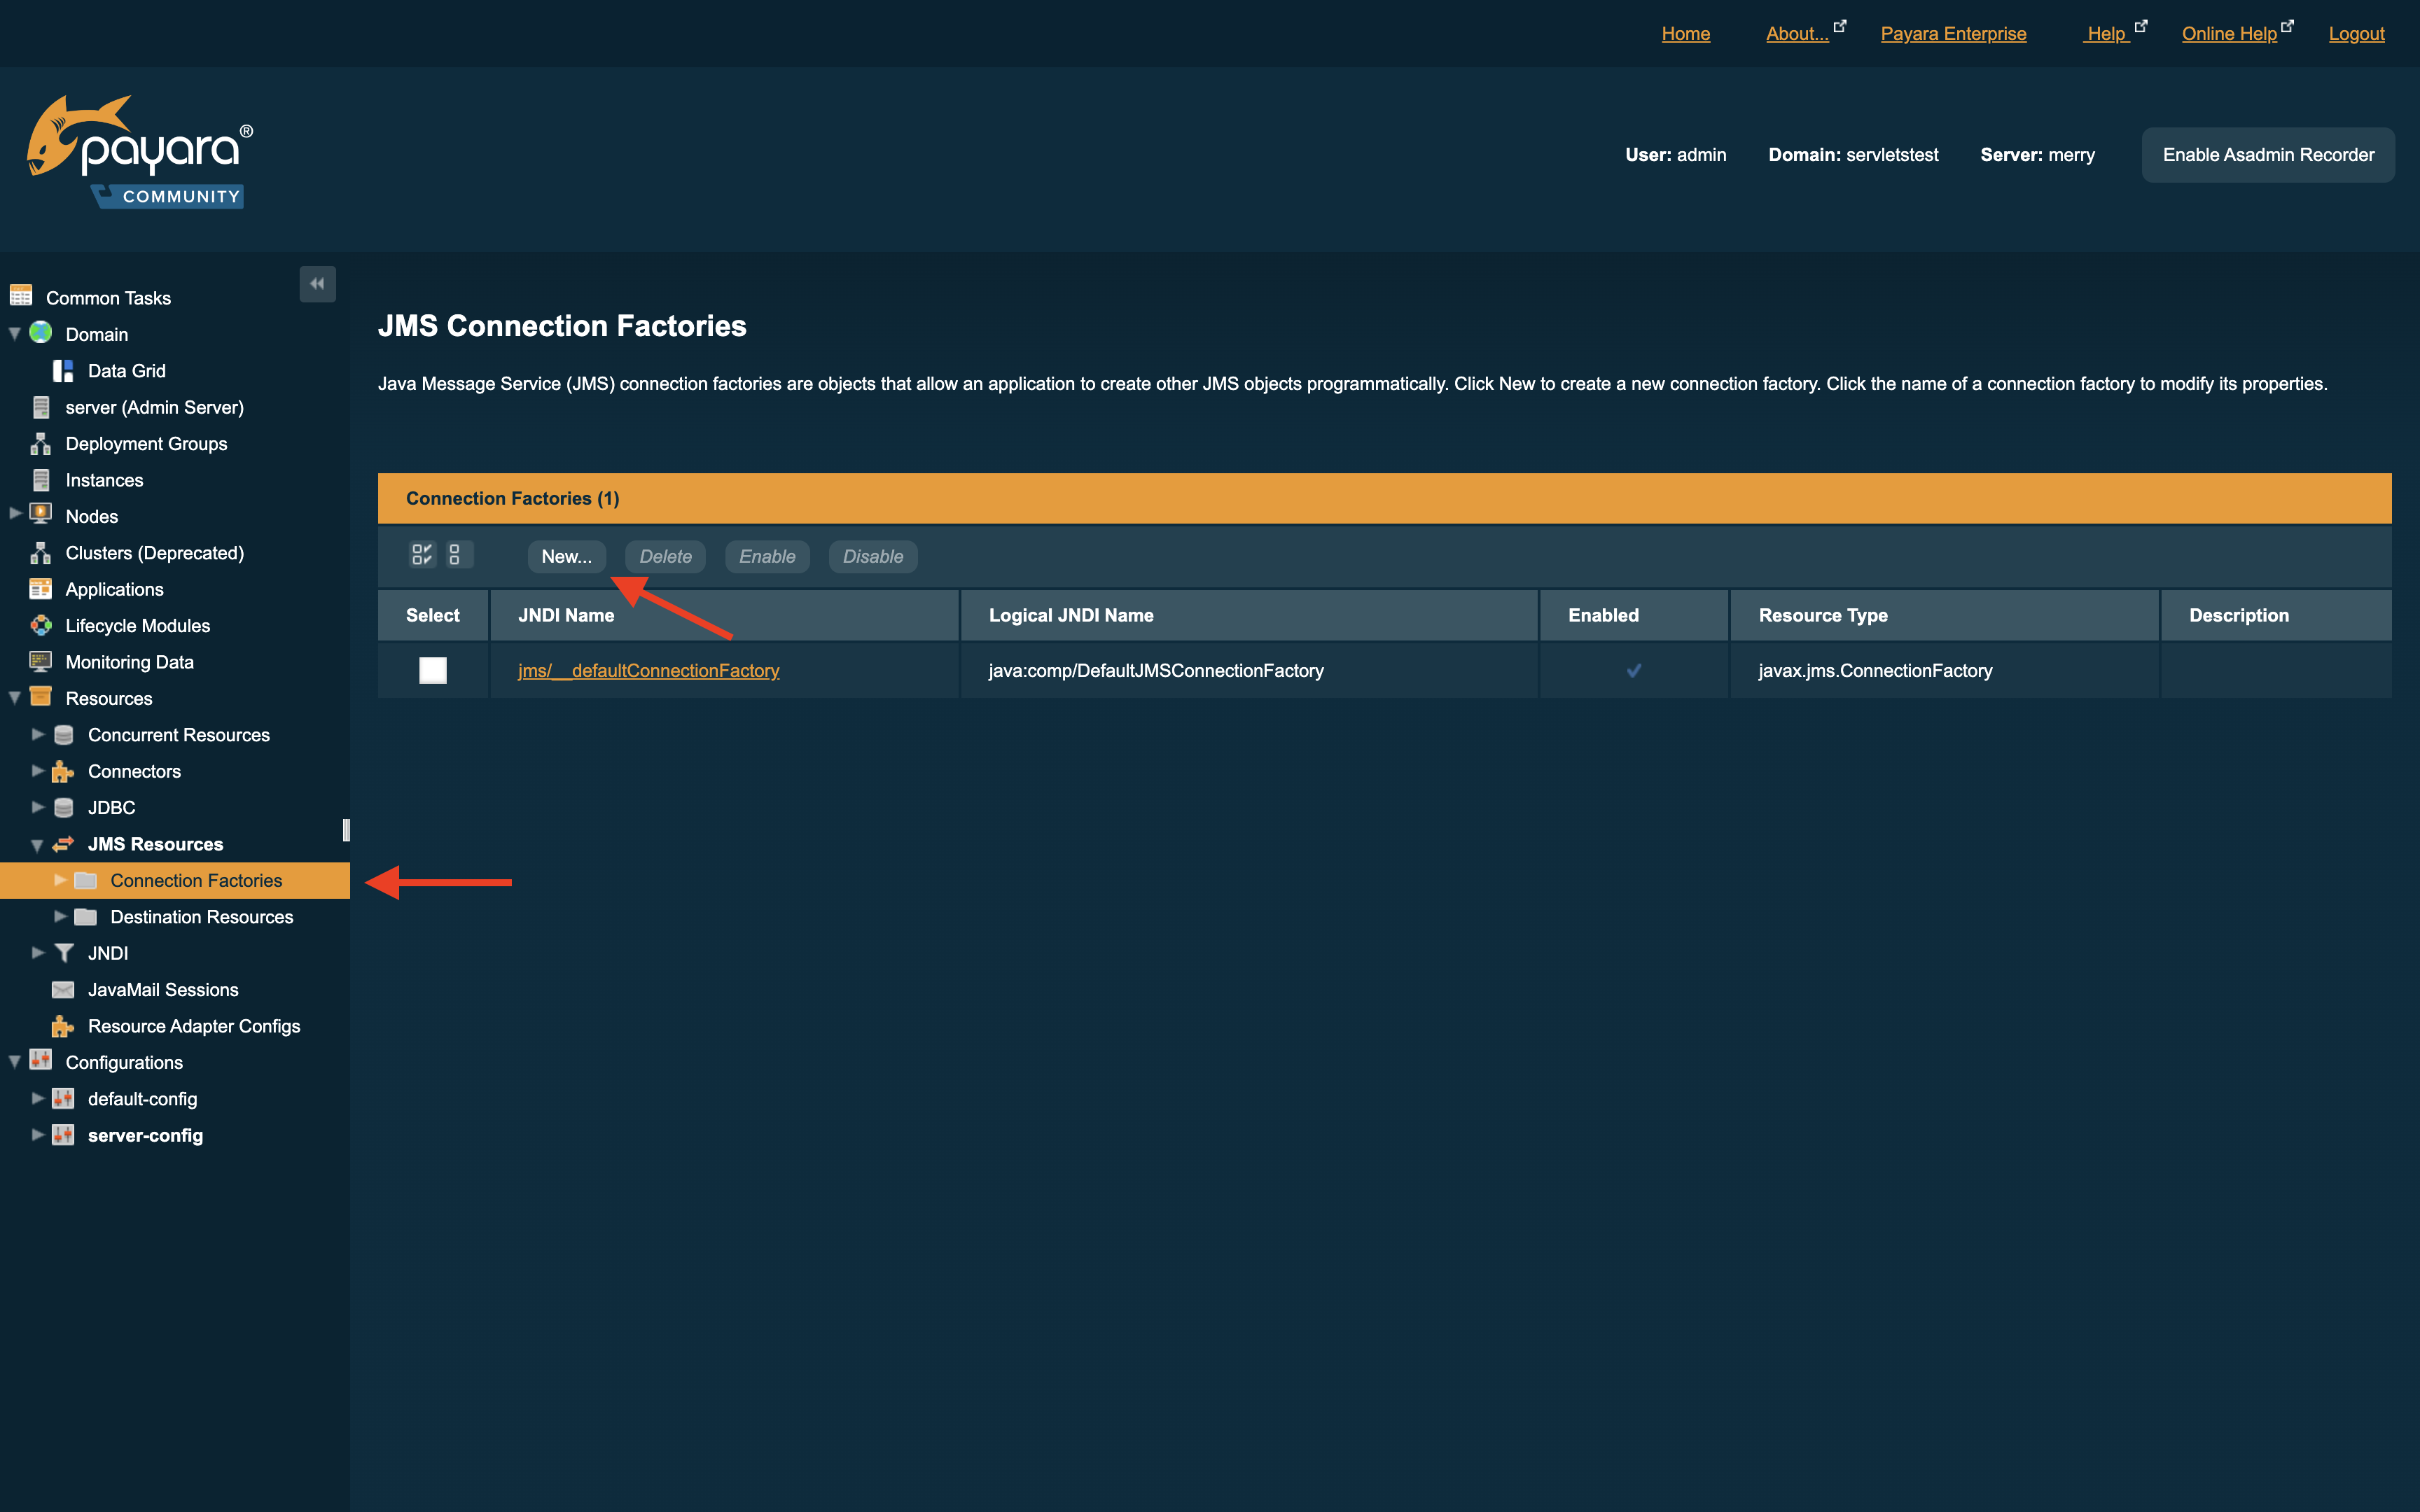 Home About... Payara Enterprise Help Online Help Logout
payara®
COMMUNITY
User: admin Domain: servletstest Server: merry Enable Asadmin Recorder
Common Tasks
Domain
Data Grid
server (Admin Server)
Deployment Groups
Instances
Nodes
Clusters (Deprecated)
Applications
Lifecycle Modules
Monitoring Data
Resources
Concurrent Resources
Connectors
JDBC
JMS Resources
Connection Factories
Destination Resources
JNDI
JavaMail Sessions
Resource Adapter Configs
Configurations
default-config
server-config
JMS Connection Factories
Java Message Service (JMS) connection factories are objects that allow an application to create other JMS objects programmatically. Click New to create a new connection factory. Click the name of a connection factory to modify its properties.
Connection Factories (1)
New... Delete Enable Disable
Select JNDI Name Logical JNDI Name Enabled Resource Type Description
jms/__defaultConnectionFactory java:comp/DefaultJMSConnectionFactory javax.jms.ConnectionFactory